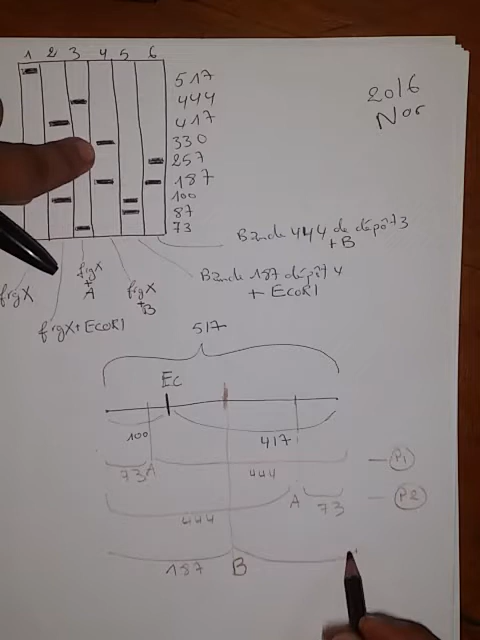 1 2 3 4 5 6
517
444
417
330
257
187
100
87
73
2016
Nor
Bande 444 de dépôt 3
+ B
Bande 187 dépôt 4
+ EcoRI
frgX
frgX
+
A
frgX
+
B
frgX + EcoRI
517
Ec
100
417
73 A 444 P1
444 A 73 P2
187 B